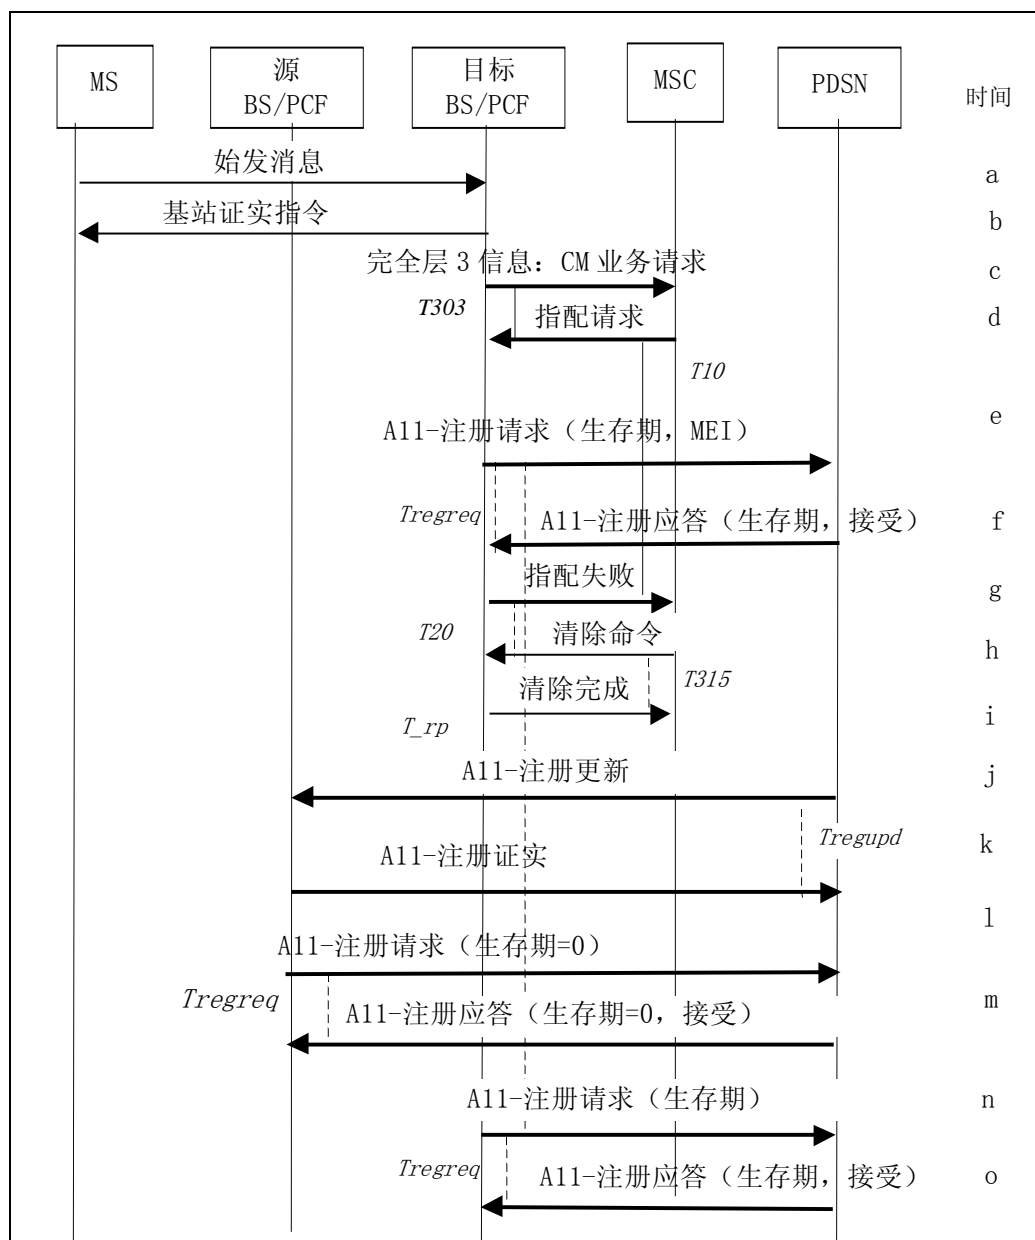 MS
源
BS/PCF
目标
BS/PCF
MSC
PDSN
时间
始发消息
a
基站证实指令
b
完全层3信息：CM业务请求
c
T303
指配请求
d
T10
e
A11-注册请求（生存期，MEI）
Tregreq
A11-注册应答（生存期，接受）
f
指配失败
g
T20
清除命令
h
T315
清除完成
i
T_rp
A11-注册更新
j
Tregupd
k
A11-注册证实
l
A11-注册请求（生存期=0）
Tregreq
A11-注册应答（生存期=0，接受）
m
A11-注册请求（生存期）
n
Tregreq
A11-注册应答（生存期，接受）
o